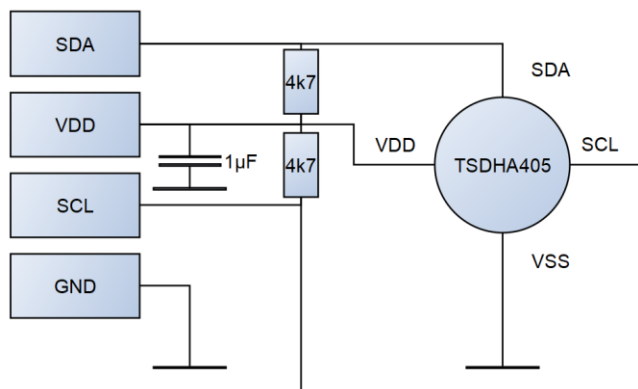 SDA
4k7
SDA
VDD
VDD
1µF
4k7
TSDHA405
SCL
SCL
VSS
GND